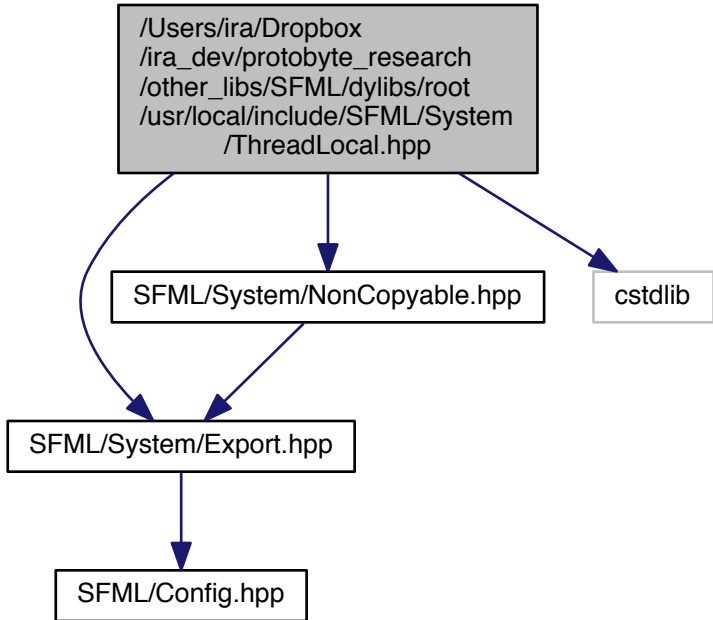 /Users/ira/Dropbox
/ira_dev/protobyte_research
/other_libs/SFML/dylibs/root
/usr/local/include/SFML/System
/ThreadLocal.hpp
SFML/System/NonCopyable.hpp
cstdlib
SFML/System/Export.hpp
SFML/Config.hpp